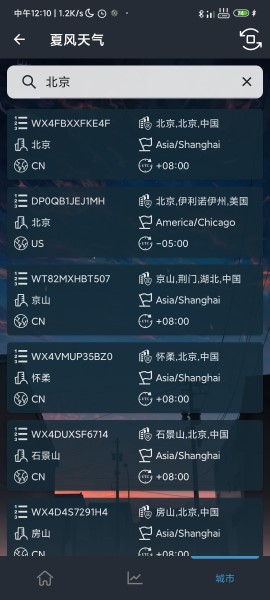 中午12:10 | 1.2K/s
夏风天气
北京
WX4FBXXFKE4F 北京,北京,中国
北京 Asia/Shanghai
CN +08:00
DP0QB1JEJ1MH 北京,伊利诺伊州,美国
北京 America/Chicago
US −05:00
WT82MXHBT507 京山,荆门,湖北,中国
京山 Asia/Shanghai
CN +08:00
WX4VMUP35BZ0 怀柔,北京,中国
怀柔 Asia/Shanghai
CN +08:00
WX4DUXSF6714 石景山,北京,中国
石景山 Asia/Shanghai
CN +08:00
WX4D4S7291H4 房山,北京,中国
房山 Asia/Shanghai
CN +08:00
城市